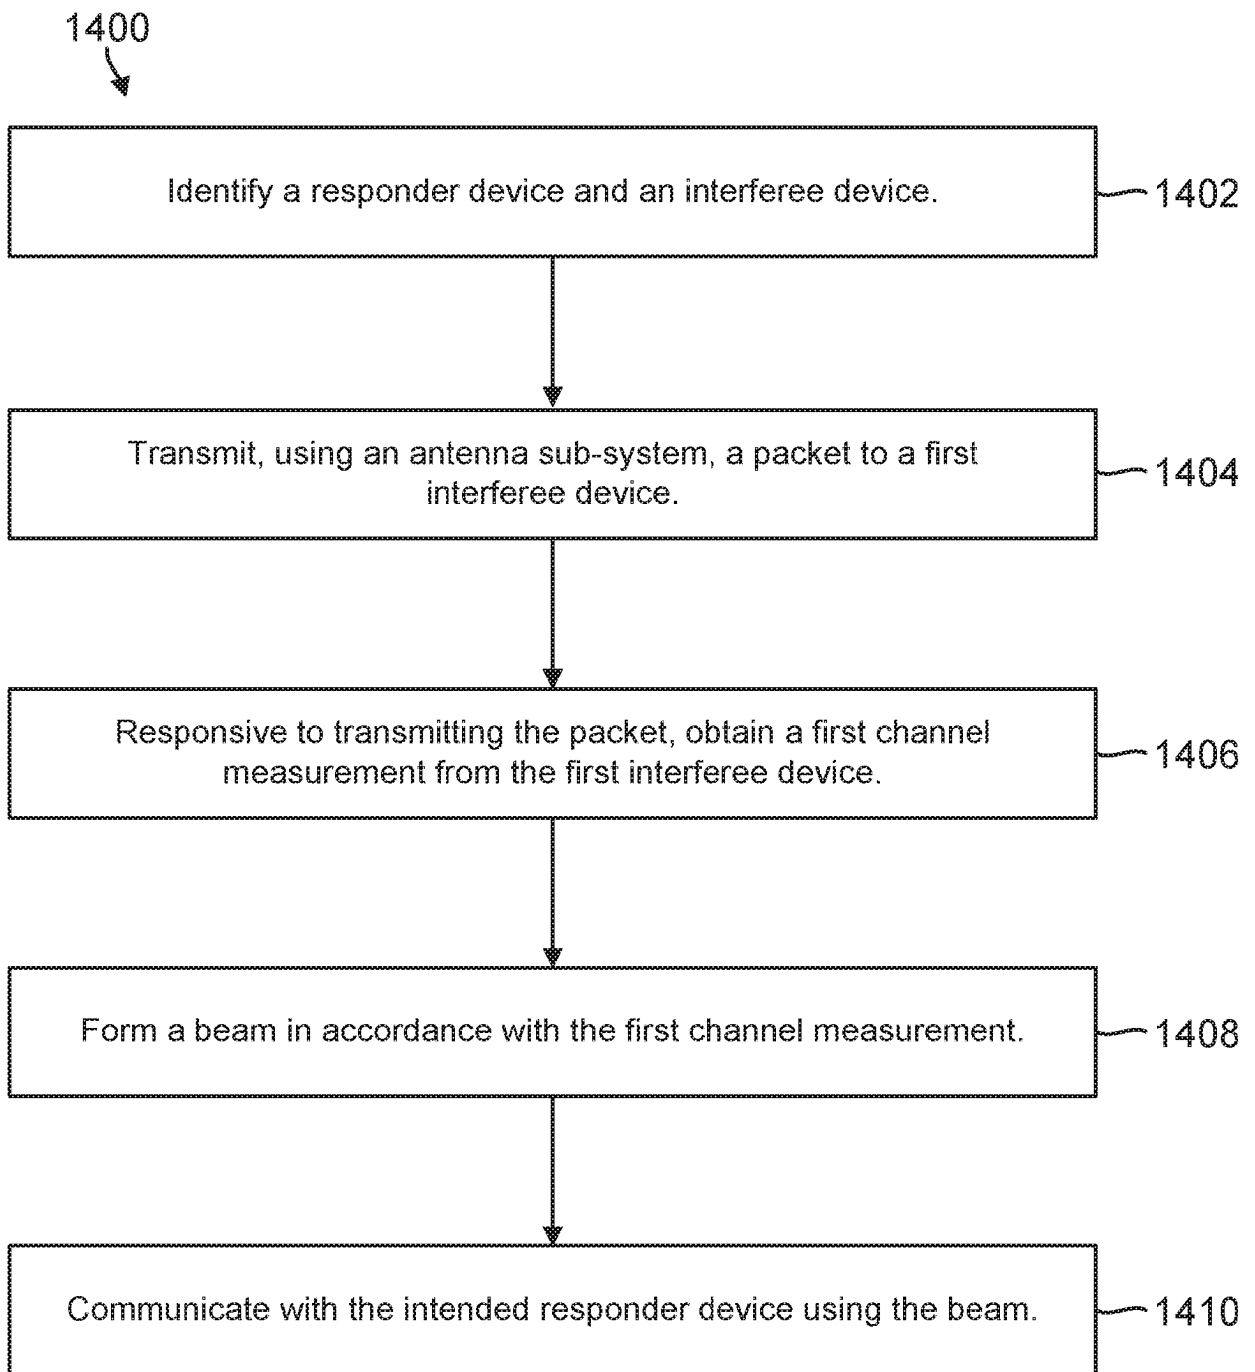 1400
Identify a responder device and an interferee device.
1402
Transmit, using an antenna sub-system, a packet to a first
interferee device.
1404
Responsive to transmitting the packet, obtain a first channel
measurement from the first interferee device.
1406
Form a beam in accordance with the first channel measurement.
1408
Communicate with the intended responder device using the beam.
1410